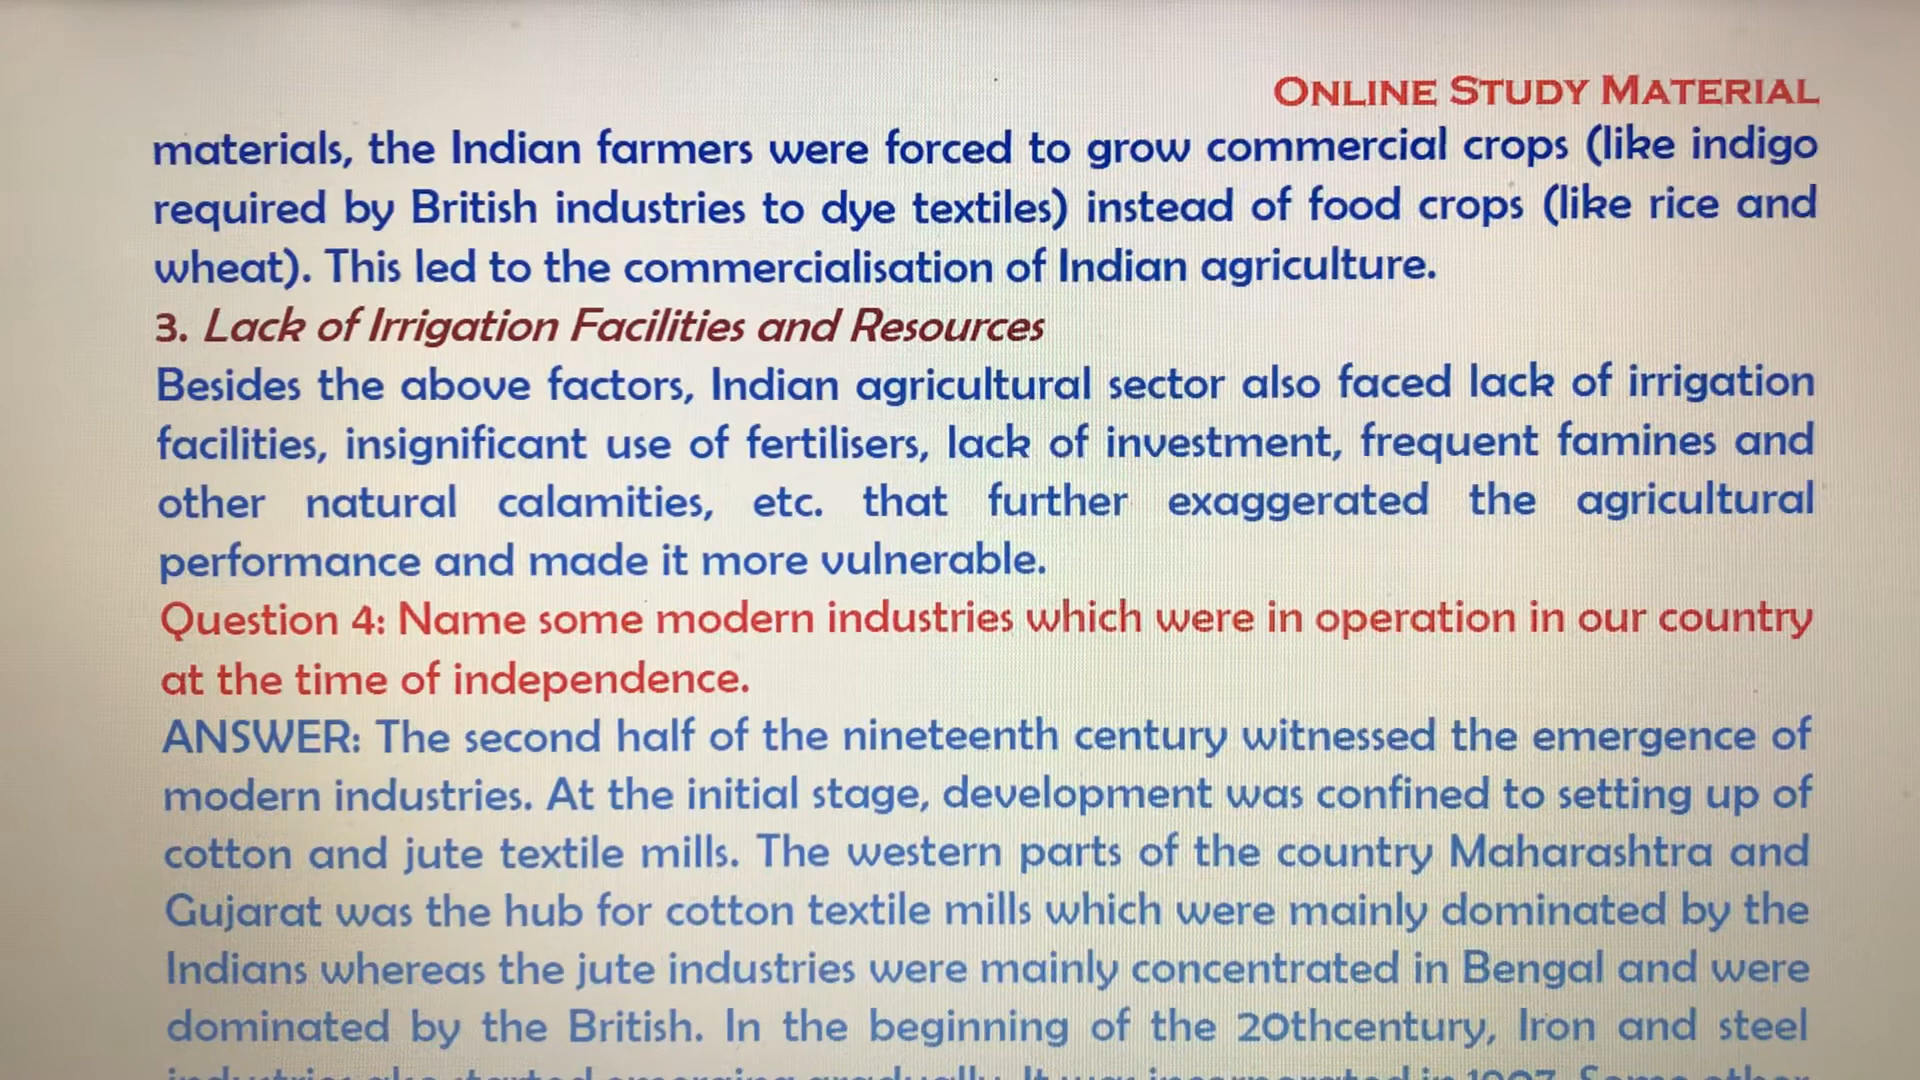 ONLINE STUDY MATERIAL
materials, the Indian farmers were forced to grow commercial crops (like indigo
required by British industries to dye textiles) instead of food crops (like rice and
wheat). This led to the commercialisation of Indian agriculture.
3. Lack of Irrigation Facilities and Resources
Besides the above factors, Indian agricultural sector also faced lack of irrigation
facilities, insignificant use of fertilisers, lack of investment, frequent famines and
other natural calamities, etc. that further exaggerated the agricultural
performance and made it more vulnerable.
Question 4: Name some modern industries which were in operation in our country
at the time of independence.
ANSWER: The second half of the nineteenth century witnessed the emergence of
modern industries. At the initial stage, development was confined to setting up of
cotton and jute textile mills. The western parts of the country Maharashtra and
Gujarat was the hub for cotton textile mills which were mainly dominated by the
Indians whereas the jute industries were mainly concentrated in Bengal and were
dominated by the British. In the beginning of the 20thcentury, Iron and steel